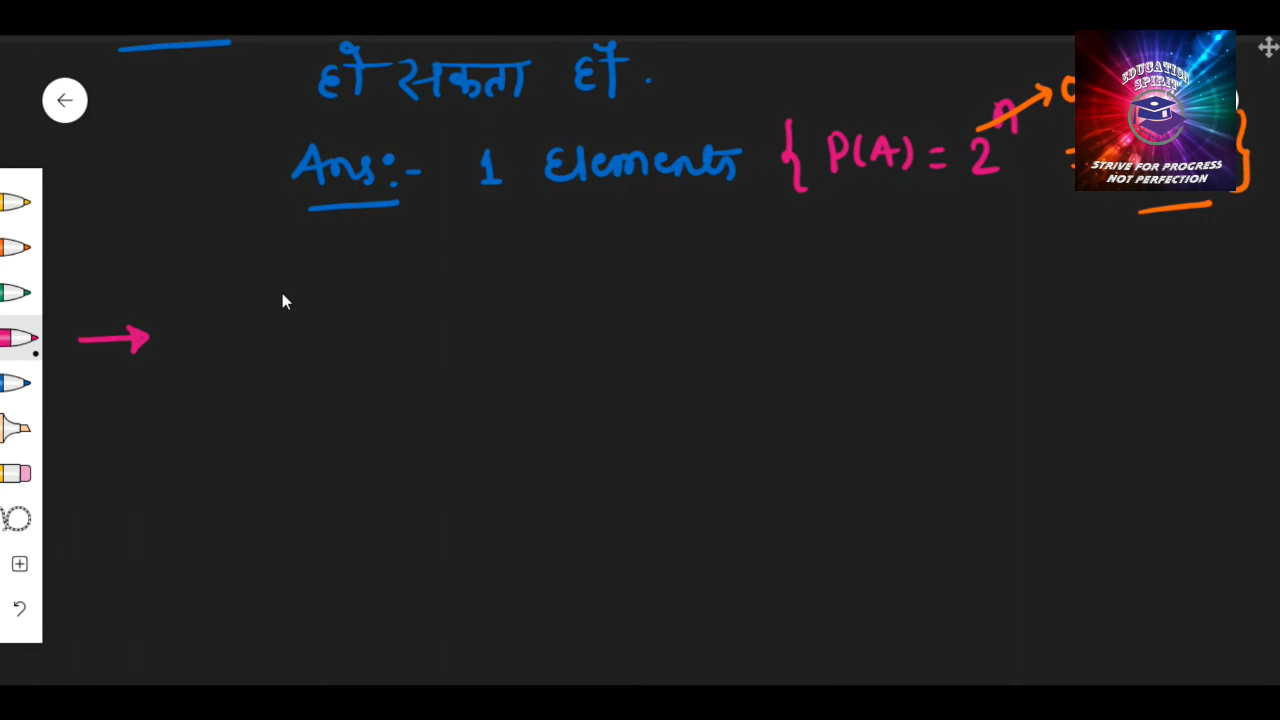 हो सकता हो.
Ans:- 1 Elements { P(A) = 2^n }
EDUCATION
SPIRIT
STRIVE FOR PROGRESS
NOT PERFECTION